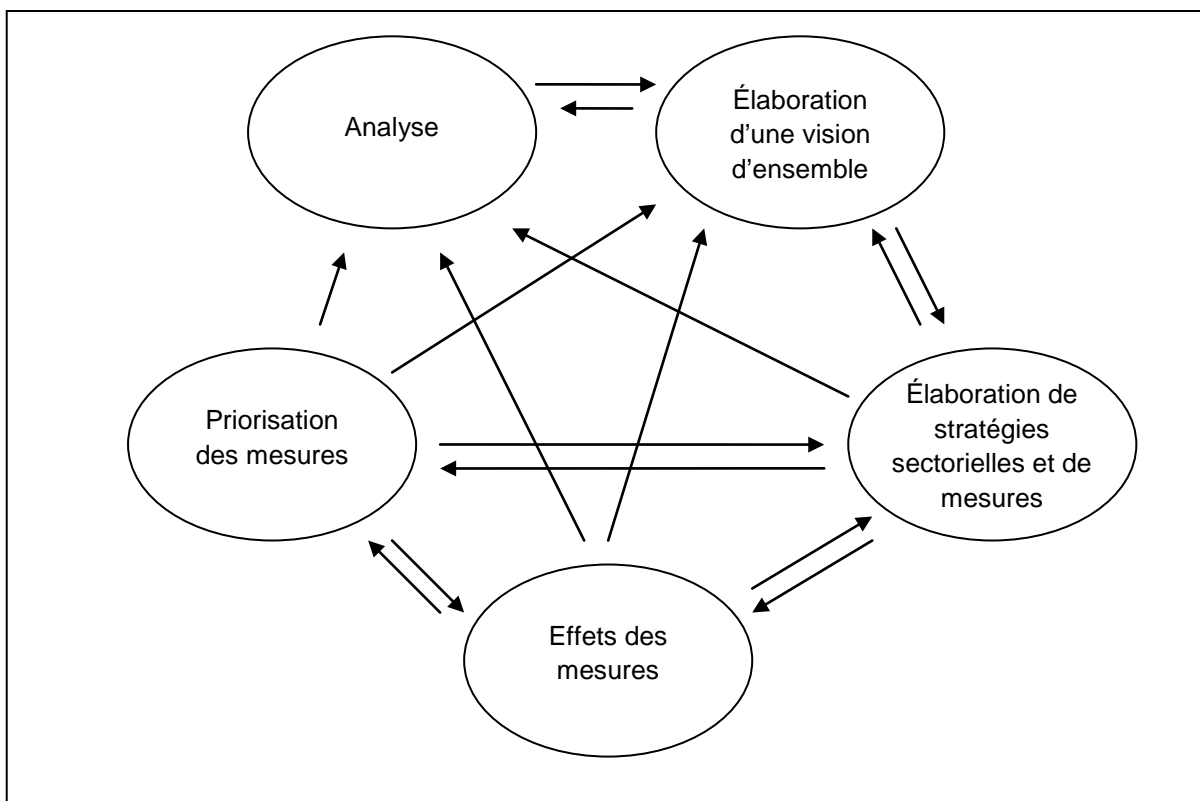 Analyse
Élaboration
d’une vision
d’ensemble
Priorisation
des mesures
Élaboration de
stratégies
sectorielles et de
mesures
Effets des
mesures